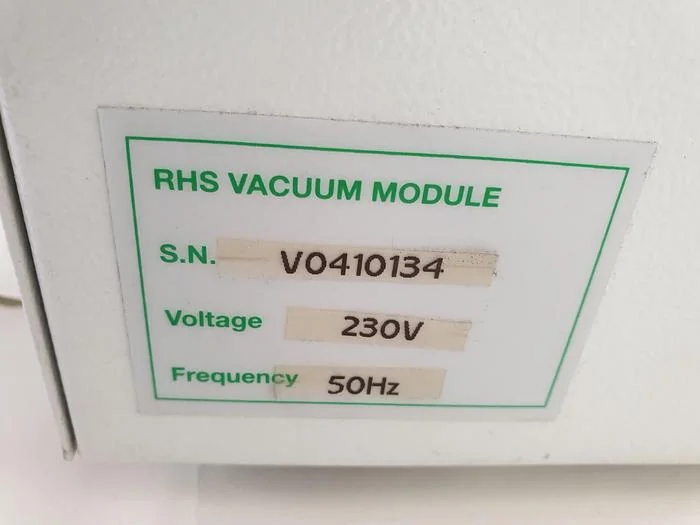 RHS VACUUM MODULE
S.N. V0410134
Voltage 230V
Frequency 50Hz